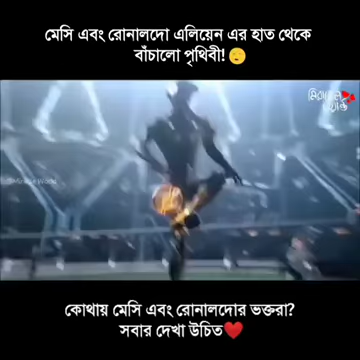 মেসি এবং রোনালদো এলিয়েন এর হাত থেকে
বাঁচালো পৃথিবী! 😌
কোথায় মেসি এবং রোনালদোর ভক্তরা?
সবার দেখা উচিত❤️